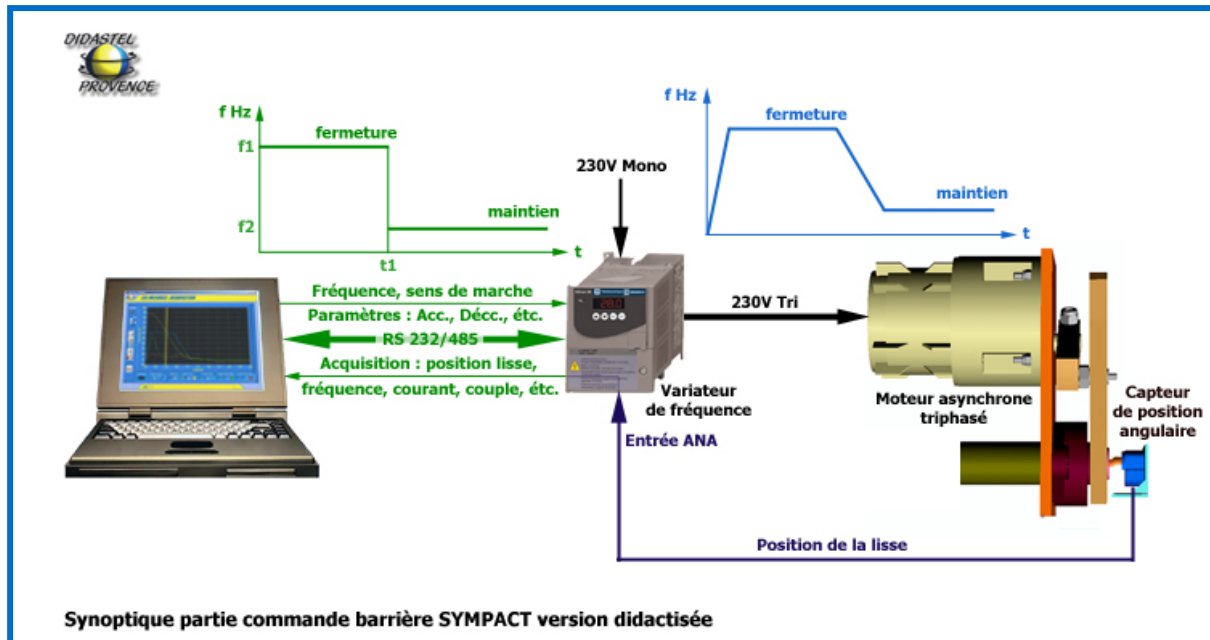 DIDASTEL
PROVENCE
f Hz
fermeture
f1
f2
maintien
t1
t
230V Mono
f Hz
fermeture
maintien
t
Fréquence, sens de marche
Paramètres : Acc., Décc., étc.
RS 232/485
Acquisition : position lisse,
fréquence, courant, couple, étc.
Variateur
de fréquence
230V Tri
Moteur asynchrone
triphasé
Capteur
de position
angulaire
Entrée ANA
Position de la lisse
Synoptique partie commande barrière SYMPACT version didactisée